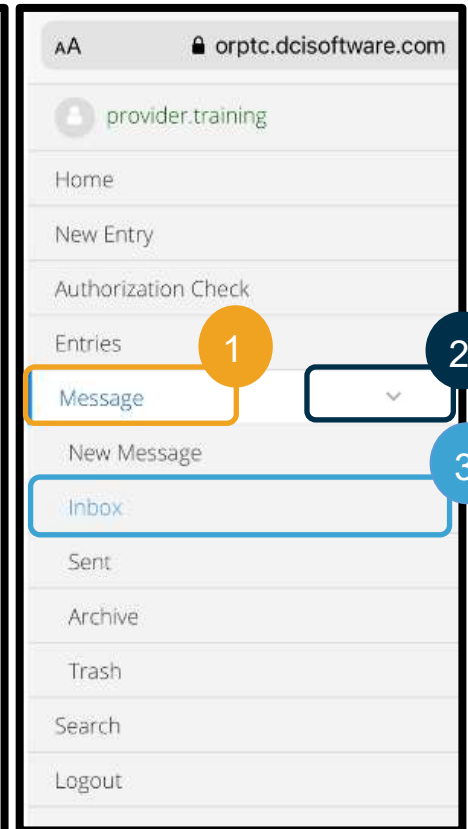 AA orptc.dcisoftware.com
provider.training
Home
New Entry
Authorization Check
Entries
1
Message
2
New Message
3
Inbox
Sent
Archive
Trash
Search
Logout